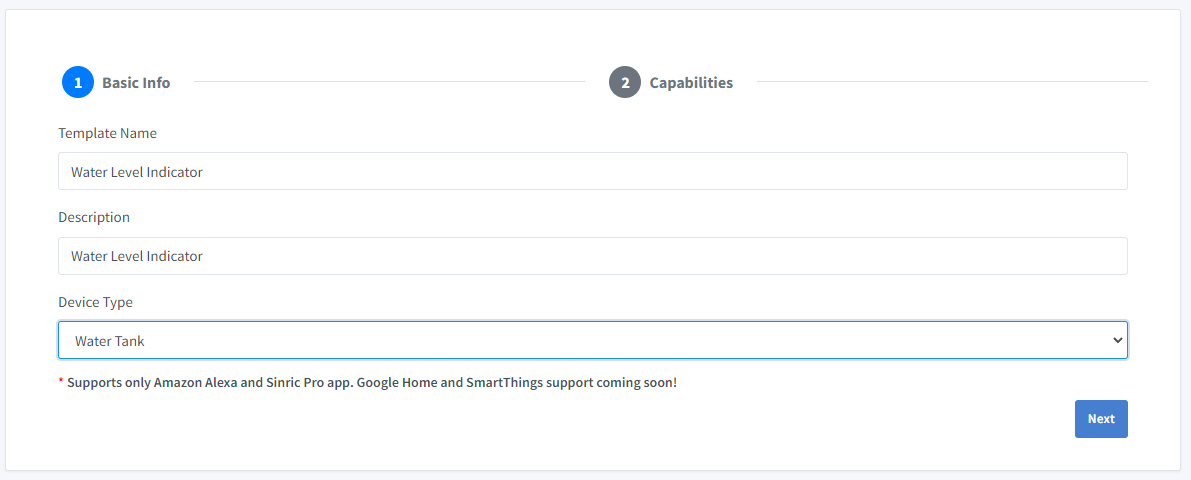 1 Basic Info
2 Capabilities
Template Name
Water Level Indicator
Description
Water Level Indicator
Device Type
Water Tank
* Supports only Amazon Alexa and Sinric Pro app. Google Home and SmartThings support coming soon!
Next